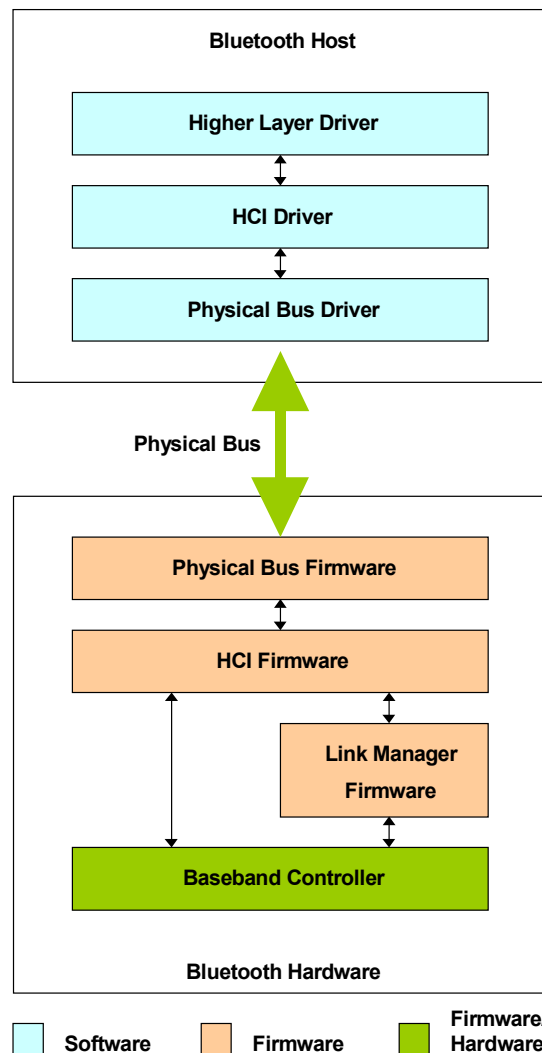 Bluetooth Host
Higher Layer Driver
HCI Driver
Physical Bus Driver
Physical Bus
Physical Bus Firmware
HCI Firmware
Link Manager
Firmware
Baseband Controller
Bluetooth Hardware
Software
Firmware
Firmware/
Hardware